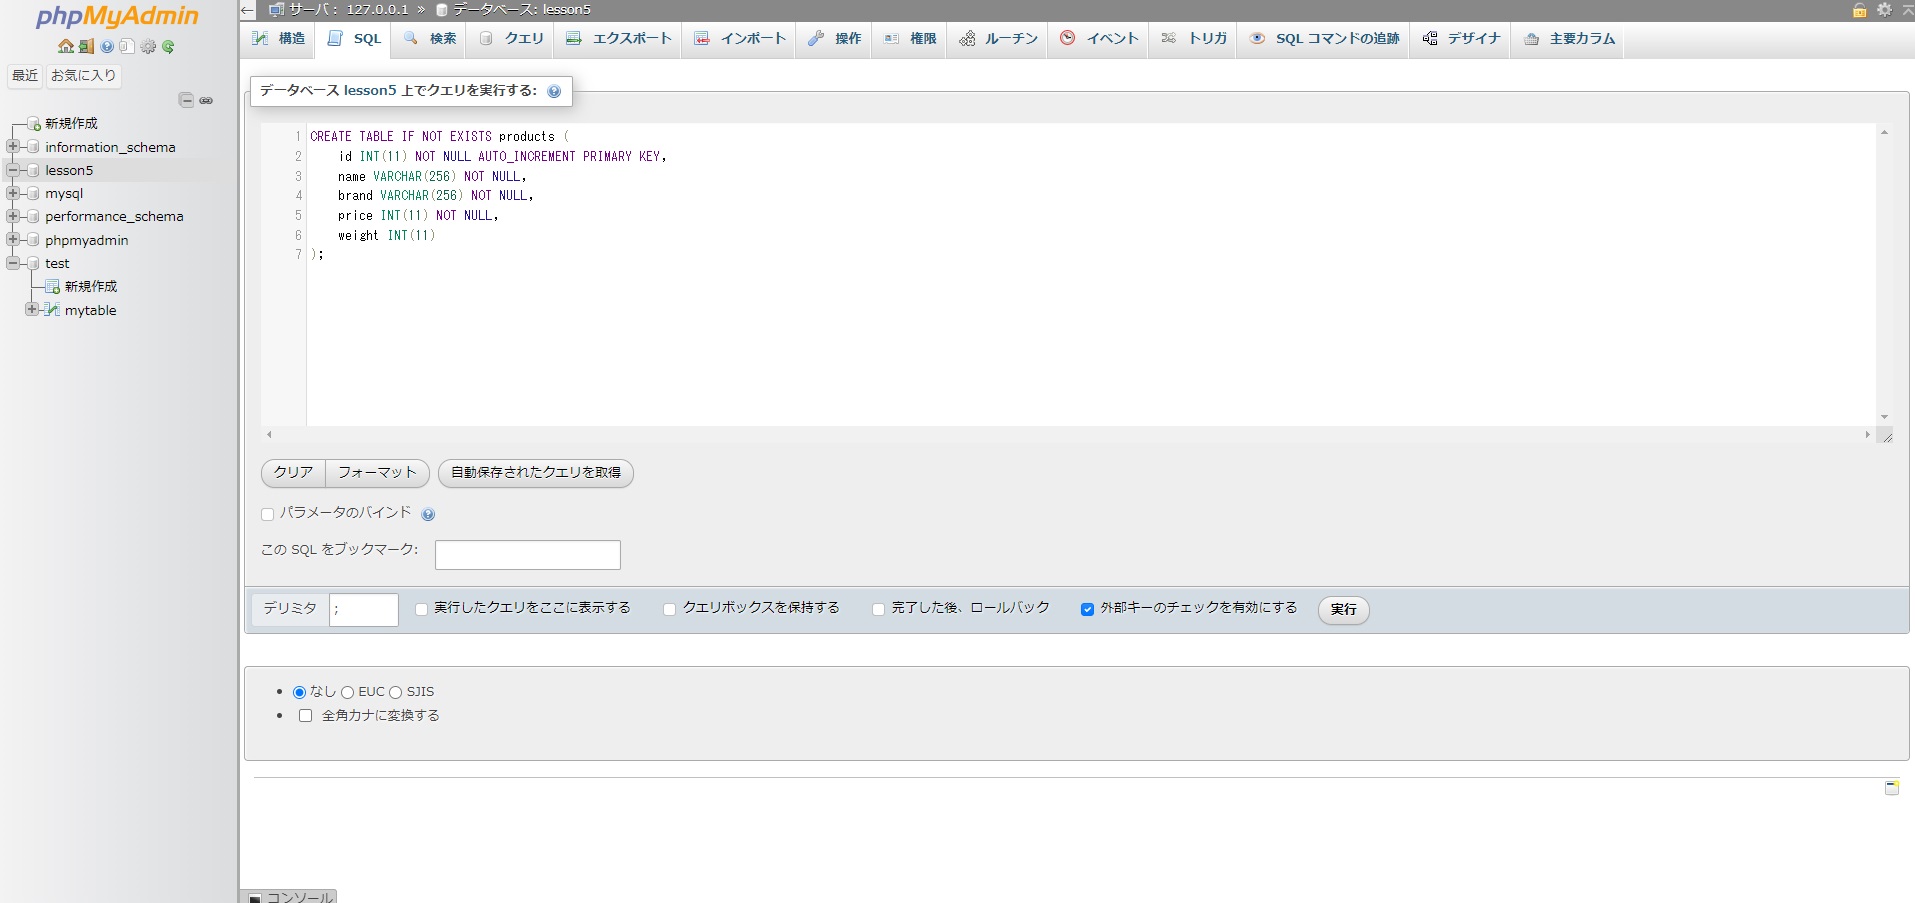 phpMyAdmin
最近 お気に入り
新規作成
information_schema
lesson5
mysql
performance_schema
phpmyadmin
test
新規作成
mytable
サーバ: 127.0.0.1 » データベース: lesson5
構造 SQL 検索 クエリ エクスポート インポート 操作 権限 ルーチン イベント トリガ SQL コマンドの追跡 デザイナ 主要カラム
データベース lesson5 上でクエリを実行する:
1 CREATE TABLE IF NOT EXISTS products (
2 id INT(11) NOT NULL AUTO_INCREMENT PRIMARY KEY,
3 name VARCHAR(256) NOT NULL,
4 brand VARCHAR(256) NOT NULL,
5 price INT(11) NOT NULL,
6 weight INT(11)
7 );
クリア フォーマット 自動保存されたクエリを取得
パラメータのバインド
この SQL をブックマーク:
デリミタ ; 実行したクエリをここに表示する クエリボックスを保持する 完了した後、ロールバック 外部キーのチェックを有効にする 実行
なし EUC SJIS
全角カナに変換する
コンソール